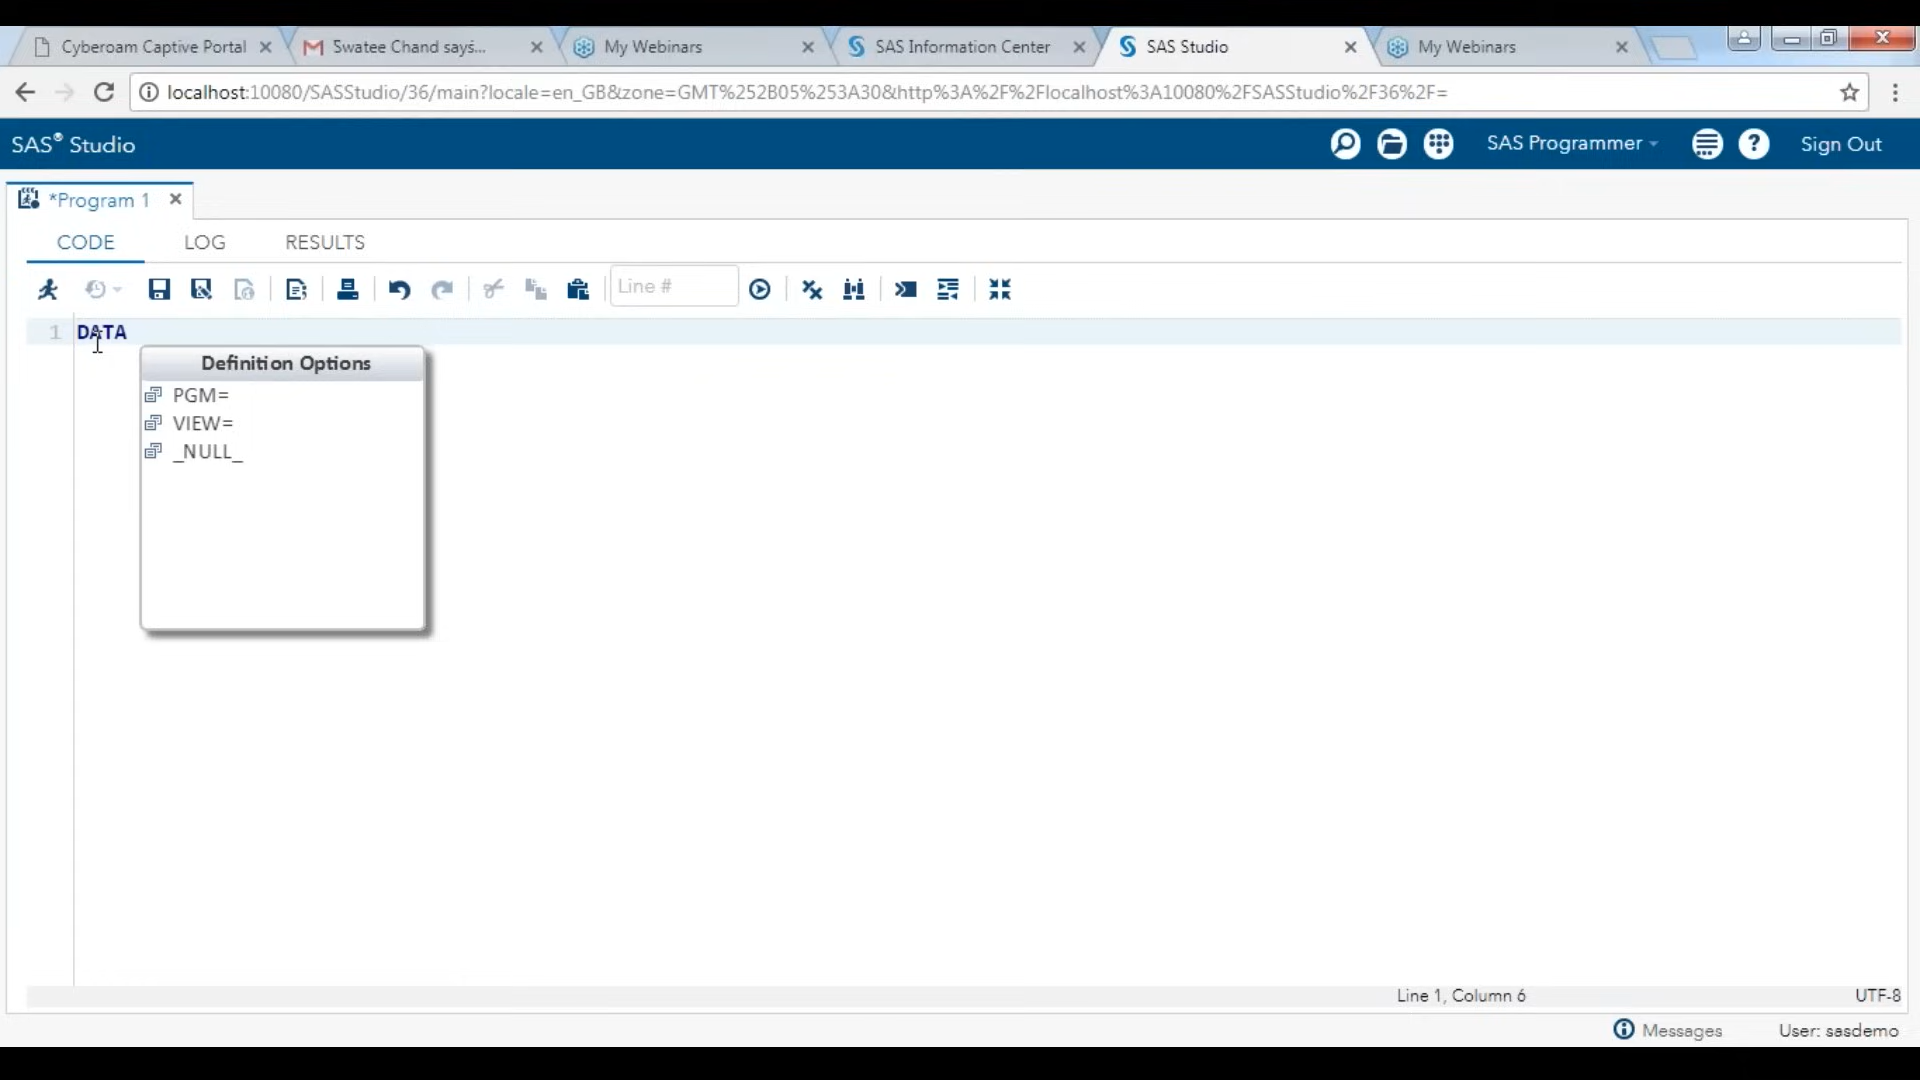 Cyberoam Captive Portal
Swatee Chand says...
My Webinars
SAS Information Center
SAS Studio
My Webinars
localhost:10080/SASStudio/36/main?locale=en_GB&zone=GMT%252B05%253A30&http%3A%2F%2Flocalhost%3A10080%2FSASStudio%2F36%2F=
SAS® Studio
SAS Programmer
Sign Out
*Program 1
CODE
LOG
RESULTS
Line #
1
DATA
Definition Options
PGM=
VIEW=
_NULL_
Line 1, Column 6
UTF-8
Messages
User: sasdemo